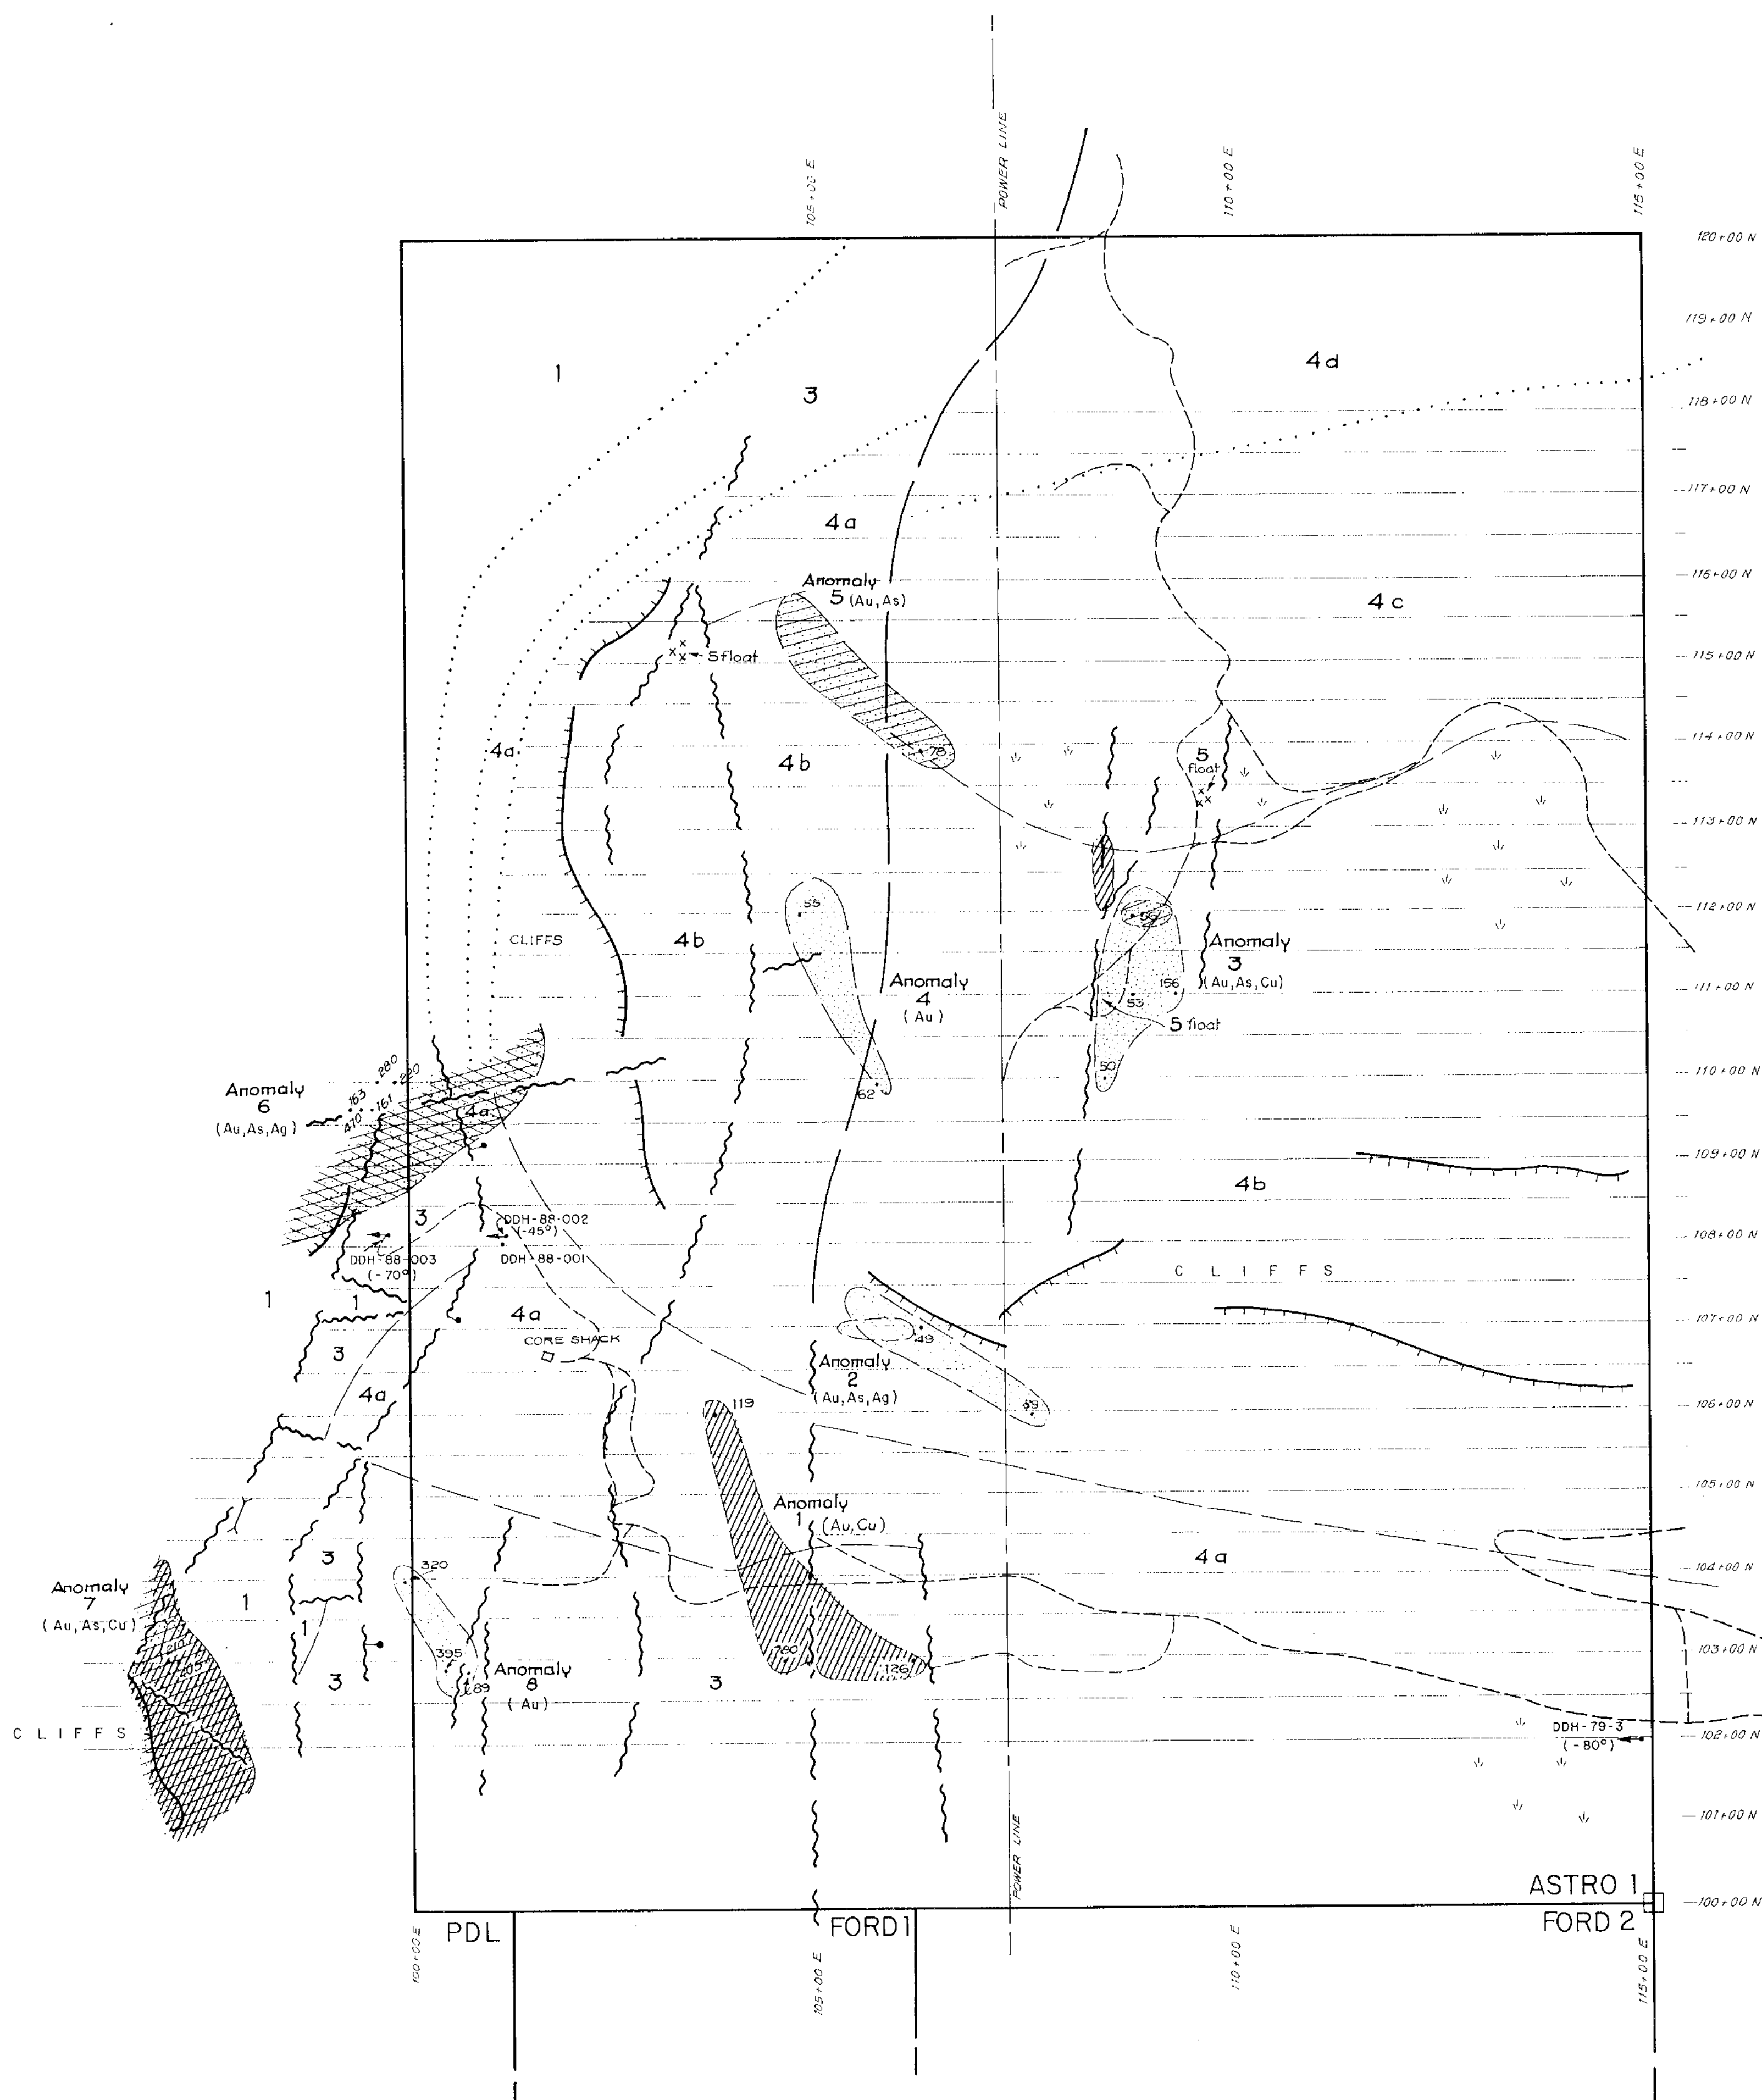 POWER LINE
105+00 E
110+00 E
115+00 E
120+00 N
119+00 N
118+00 N
117+00 N
116+00 N
115+00 N
114+00 N
113+00 N
112+00 N
111+00 N
110+00 N
109+00 N
108+00 N
107+00 N
106+00 N
105+00 N
104+00 N
103+00 N
102+00 N
101+00 N
100+00 N
1
3
4d
4a
4c
Anomaly
5 (Au,As)
5 float
4a
4b
78
5
float
55
56
CLIFFS
4b
Anomaly
3
(Au,As,Cu)
Anomaly
4
(Au)
156
53
5 float
50
62
280
220
163
161
470
Anomaly
6
(Au,As,Ag)
4a
4b
3
DDH-88-002
(-45°)
DDH-88-003
(-70°)
DDH-88-001
CLIFFS
1
1
4a
CORE SHACK
3
49
Anomaly
2
(Au,As,Ag)
4a
119
Anomaly
1 (Au,Cu)
3
4a
320
Anomaly
7
(Au,As,Cu)
1
1
210
205
395
780
126
Anomaly
8
(Au)
89
3
3
CLIFFS
DDH-79-3
(-80°)
POWER LINE
ASTRO 1
PDL
FORD 1
FORD 2
100+00 E
105+00 E
110+00 E
115+00 E